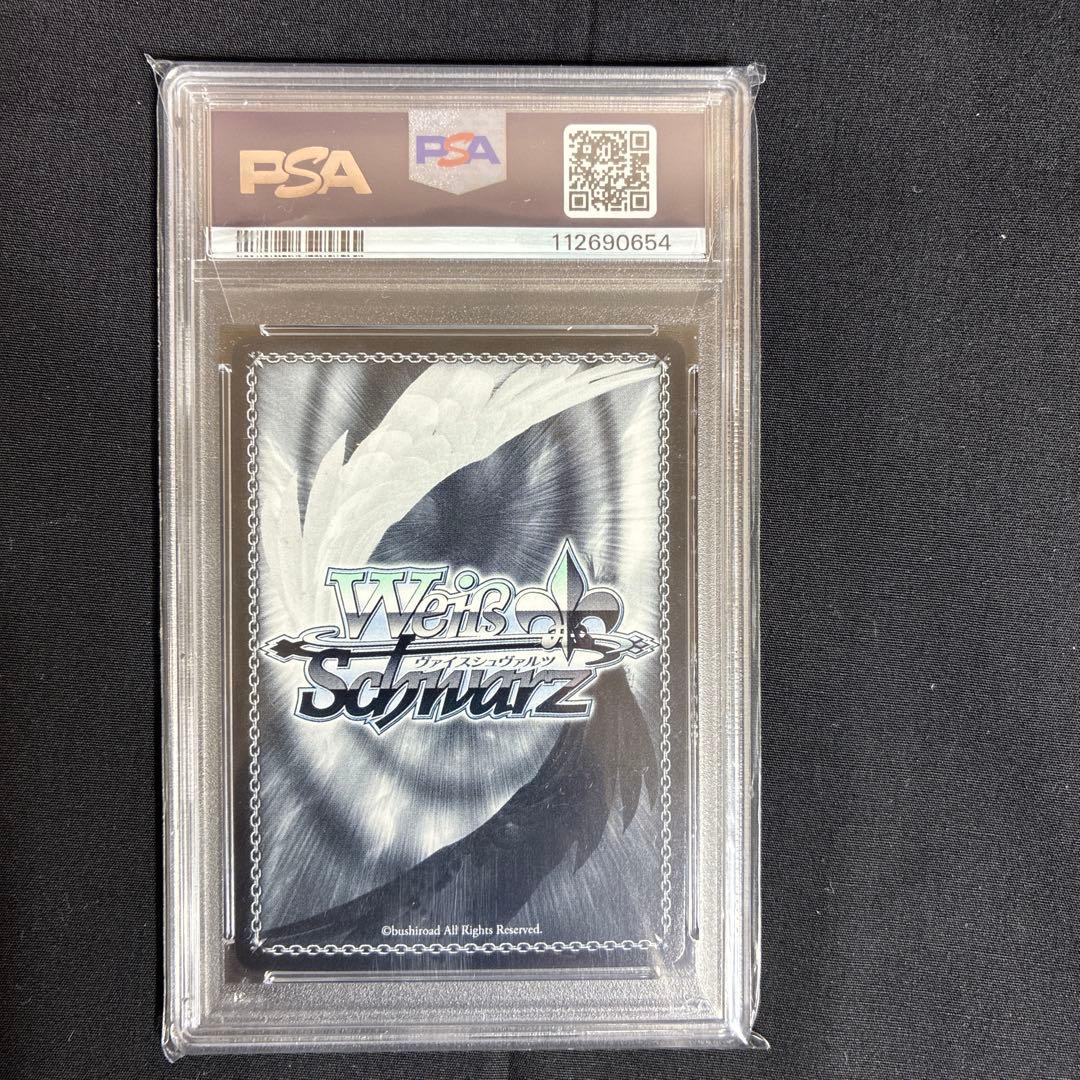 PSA
PSA
112690654
Weiß
ヴァイスシュヴァルツ
Schwarz
©bushiroad All Rights Reserved.